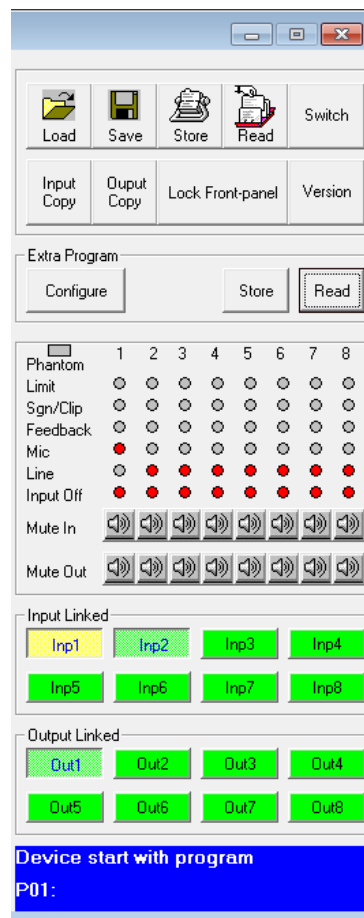 Load Save Store Read Switch
Input Copy Ouput Copy Lock Front-panel Version
Extra Program
Configure Store Read
Phantom 1 2 3 4 5 6 7 8
Limit
Sgn/Clip
Feedback
Mic
Line
Input Off
Mute In
Mute Out
Input Linked
Inp1 Inp2 Inp3 Inp4
Inp5 Inp6 Inp7 Inp8
Output Linked
Out1 Out2 Out3 Out4
Out5 Out6 Out7 Out8
Device start with program
P01: